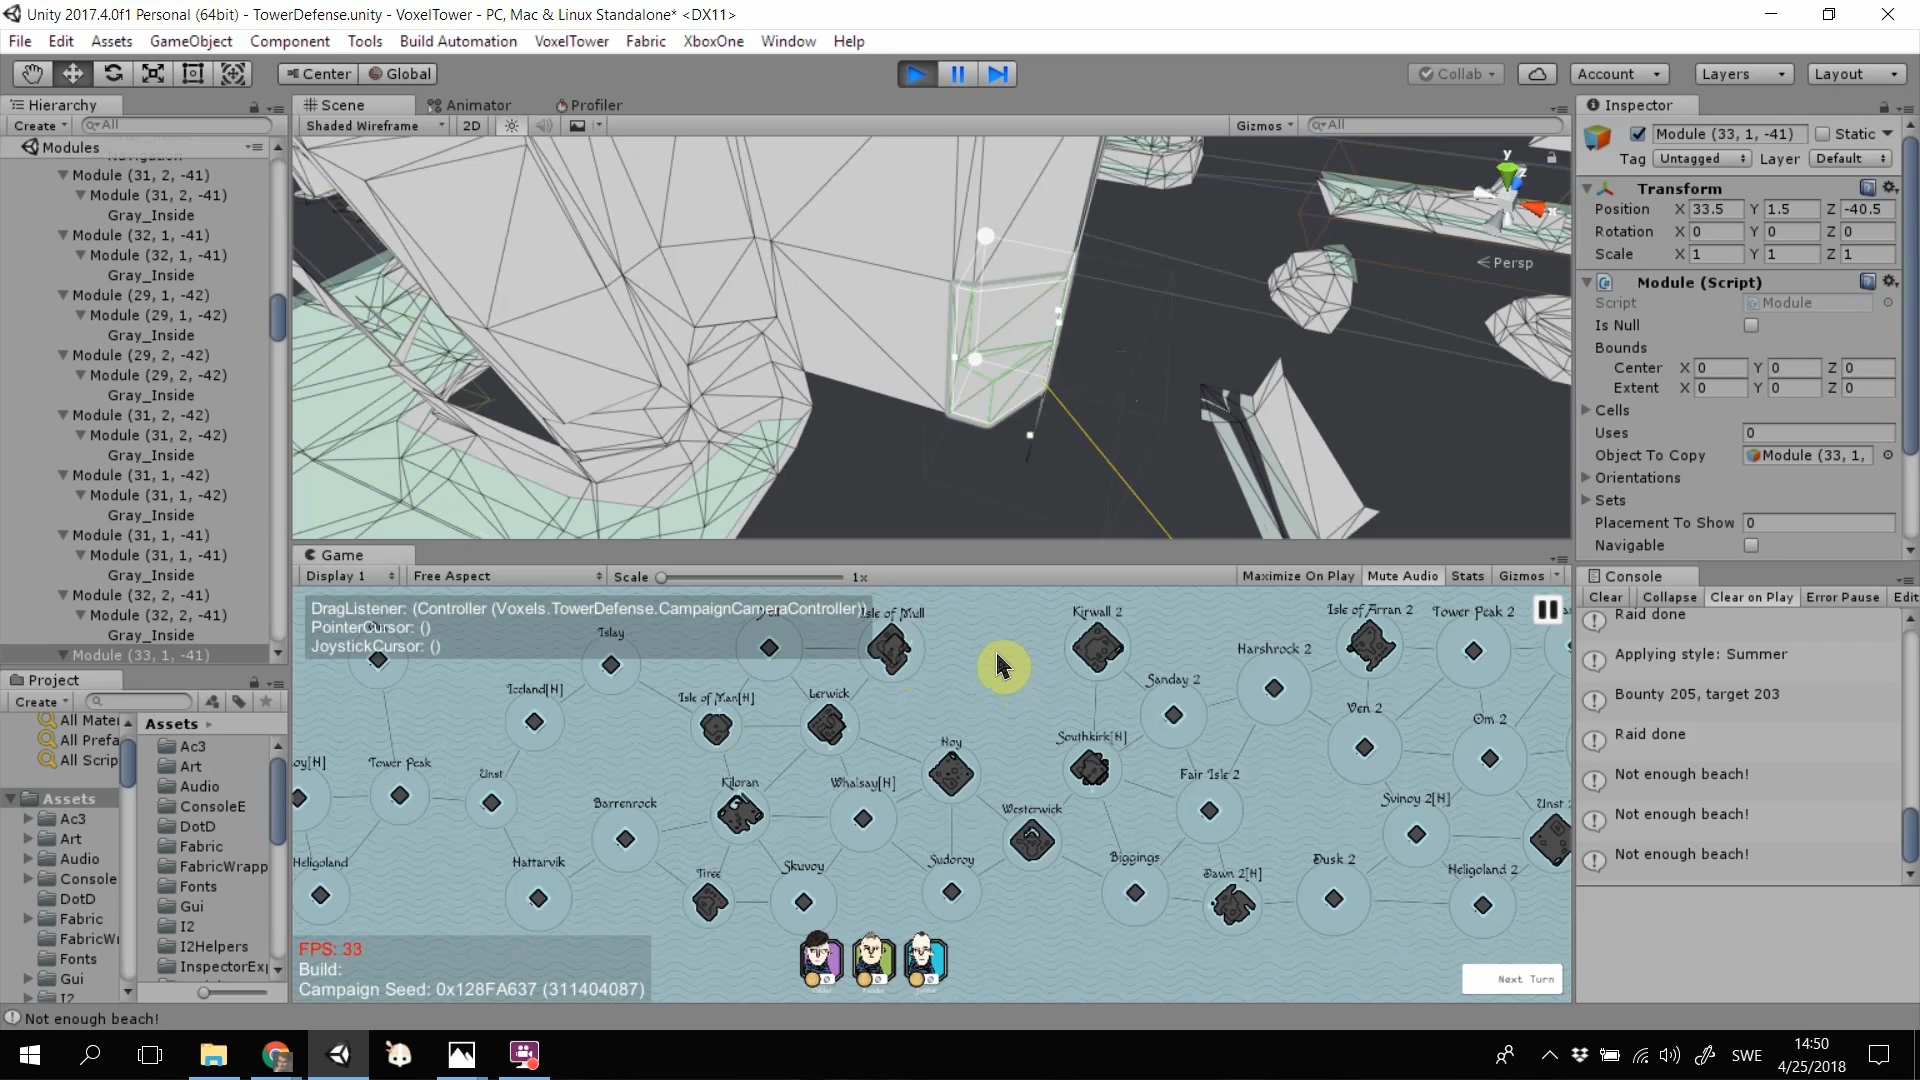 Unity 2017.4.0f1 Personal (64bit) - TowerDefense.unity - VoxelTower - PC, Mac & Linux Standalone* <DX11>
File Edit Assets GameObject Component Tools Build Automation VoxelTower Fabric XboxOne Window Help
Center Global Collab Account Layers Layout
Hierarchy
Create All
Modules
Navigation
Module (31, 2, -41)
Module (31, 2, -41)
Gray_Inside
Module (32, 1, -41)
Module (32, 1, -41)
Gray_Inside
Module (29, 1, -42)
Module (29, 1, -42)
Gray_Inside
Module (29, 2, -42)
Module (29, 2, -42)
Gray_Inside
Module (31, 2, -42)
Module (31, 2, -42)
Gray_Inside
Module (31, 1, -42)
Module (31, 1, -42)
Gray_Inside
Module (31, 1, -41)
Module (31, 1, -41)
Gray_Inside
Module (32, 2, -41)
Module (32, 2, -41)
Gray_Inside
Module (33, 1, -41)
Scene Animator Profiler
Shaded Wireframe 2D Gizmos All
y
z
x
Persp
Game
Display 1 Free Aspect Scale 1x Maximize On Play Mute Audio Stats Gizmos
DragListener: (Controller (Voxels.TowerDefense.CampaignCameraController))
PointerCursor: ()
JoystickCursor: ()
Isle of Mull
Kirwall 2
Isle of Arran 2
Tower Peak 2
Islay
Harshrock 2
Iceland[H]
Isle of Man[H]
Lerwick
Sanday 2
Ven 2
Om 2
Southkirk[H]
Hoy
Tower Peak
Unst
Kiloran
Whalsay[H]
Fair Isle 2
Barrenrock
Westerwick
Svinoy 2[H]
Unst
Heligoland
Hattarvik
Tiree
Skuvoy
Sudoroy
Biggings
Dawn 2[H]
Dusk 2
Heligoland 2
FPS: 33
Build:
Campaign Seed: 0x128FA637 (311404087)
Next Turn
Inspector
Module (33, 1, -41) Static
Tag Untagged Layer Default
Transform
Position X 33.5 Y 1.5 Z -40.5
Rotation X 0 Y 0 Z 0
Scale X 1 Y 1 Z 1
Module (Script)
Script Module
Is Null
Bounds
Center X 0 Y 0 Z 0
Extent X 0 Y 0 Z 0
Cells
Uses 0
Object To Copy Module (33, 1,
Orientations
Sets
Placement To Show 0
Navigable
Console
Clear Collapse Clear on Play Error Pause Edit
Raid done
Applying style: Summer
Bounty 205, target 203
Raid done
Not enough beach!
Not enough beach!
Not enough beach!
Project
Create
All Mater
All Prefa
All Scrip
Assets
Ac3
Art
Audio
Console
DotD
Fabric
FabricWr
Fonts
Gui
I2
Assets
Ac3
Art
Audio
ConsoleE
DotD
Fabric
FabricWrapp
Fonts
Gui
I2
I2Helpers
InspectorExp
Not enough beach!
SWE
14:50
4/25/2018